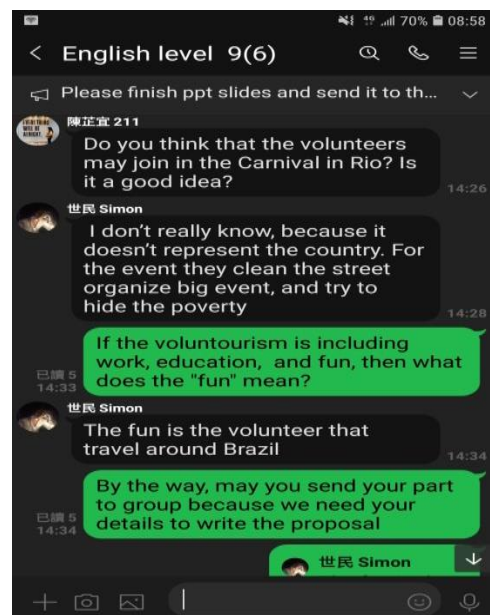 70% 08:58
English level 9(6)
Please finish ppt slides and send it to th...
陳芷宜 211
Do you think that the volunteers
may join in the Carnival in Rio? Is
it a good idea?
14:26
世民 Simon
I don't really know, because it
doesn't represent the country. For
the event they clean the street
organize big event, and try to
hide the poverty
14:28
If the voluntourism is including
work, education, and fun, then what
does the "fun" mean?
已讀 5
14:33
世民 Simon
The fun is the volunteer that
travel around Brazil
14:34
By the way, may you send your part
to group because we need your
details to write the proposal
已讀 5
14:34
世民 Simon